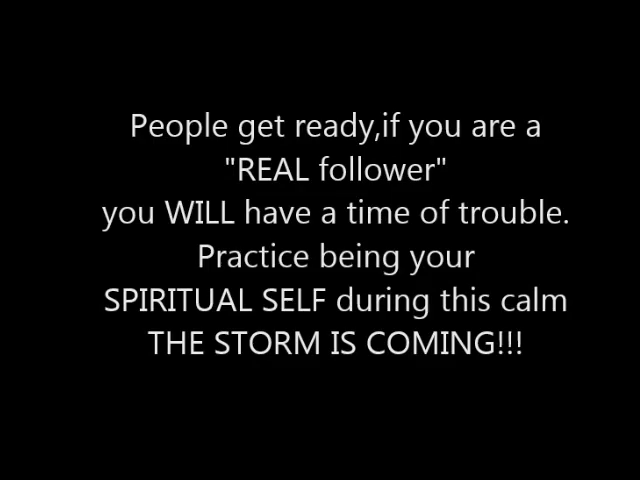 People get ready,if you are a
"REAL follower"
you WILL have a time of trouble.
Practice being your
SPIRITUAL SELF during this calm
THE STORM IS COMING!!!